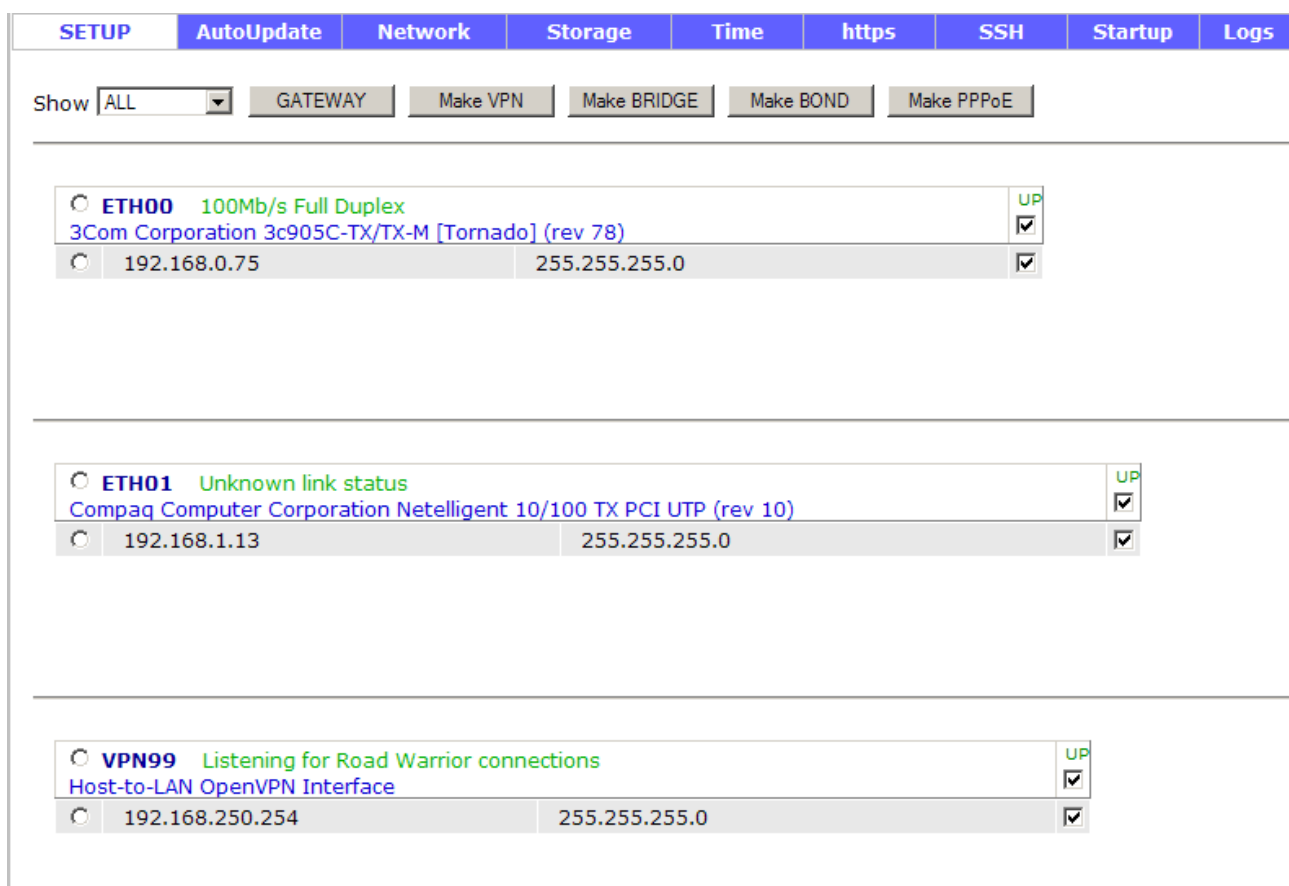 SETUP AutoUpdate Network Storage Time https SSH Startup Logs
Show ALL GATEWAY Make VPN Make BRIDGE Make BOND Make PPPoE
ETH00 100Mb/s Full Duplex UP
3Com Corporation 3c905C-TX/TX-M [Tornado] (rev 78)
192.168.0.75 255.255.255.0
ETH01 Unknown link status UP
Compaq Computer Corporation Netelligent 10/100 TX PCI UTP (rev 10)
192.168.1.13 255.255.255.0
VPN99 Listening for Road Warrior connections UP
Host-to-LAN OpenVPN Interface
192.168.250.254 255.255.255.0